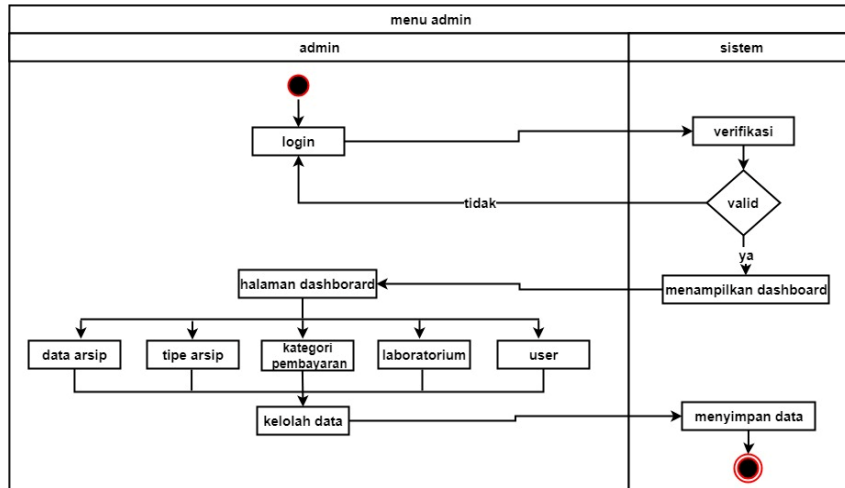 menu admin
admin
sistem
login
verifikasi
tidak
valid
ya
halaman dashborard
menampilkan dashboard
data arsip
tipe arsip
kategori
pembayaran
laboratorium
user
kelolah data
menyimpan data